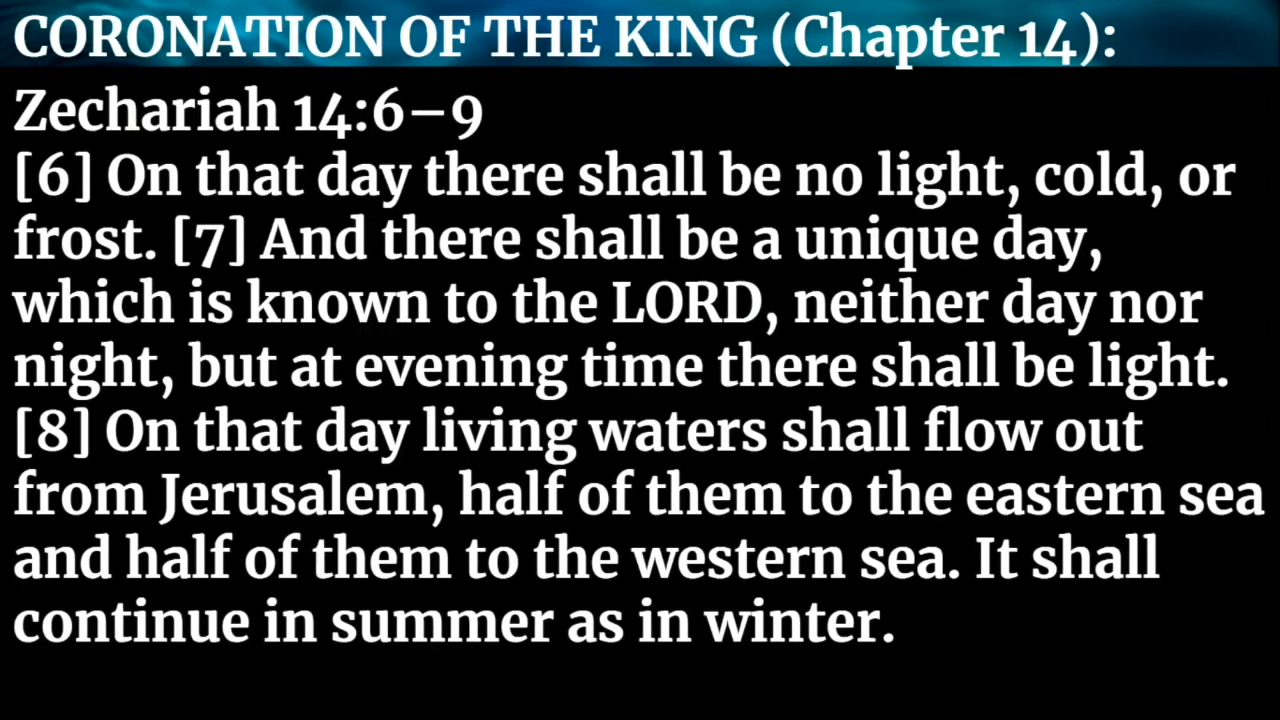 CORONATION OF THE KING (Chapter 14):
Zechariah 14:6–9
[6] On that day there shall be no light, cold, or
frost. [7] And there shall be a unique day,
which is known to the LORD, neither day nor
night, but at evening time there shall be light.
[8] On that day living waters shall flow out
from Jerusalem, half of them to the eastern sea
and half of them to the western sea. It shall
continue in summer as in winter.